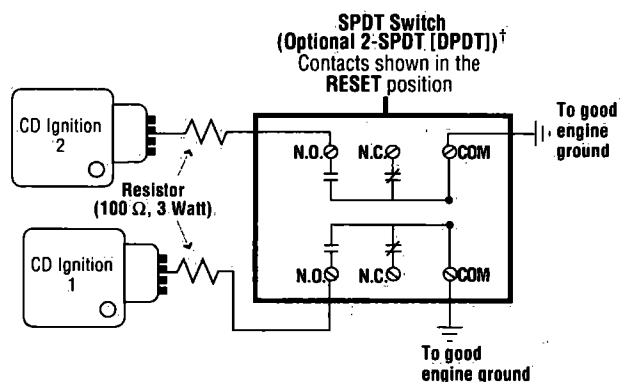 SPDT Switch
(Optional 2-SPDT [DPDT])†
Contacts shown in the
RESET position
CD Ignition
2
N.O.
N.C.
COM
To good
engine
ground
Resistor
(100 Ω, 3 Watt)
CD Ignition
1
N.O.
N.C.
COM
To good
engine ground